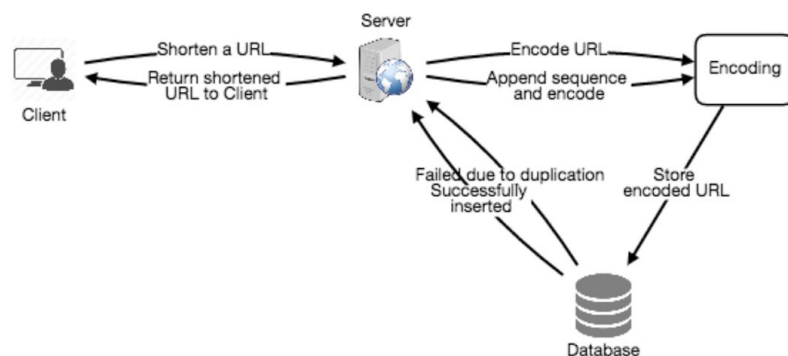 Server
Shorten a URL
Return shortened
URL to Client
Client
Encode URL
Append sequence
and encode
Encoding
Failed due to duplication
Successfully
inserted
Store
encoded URL
Database